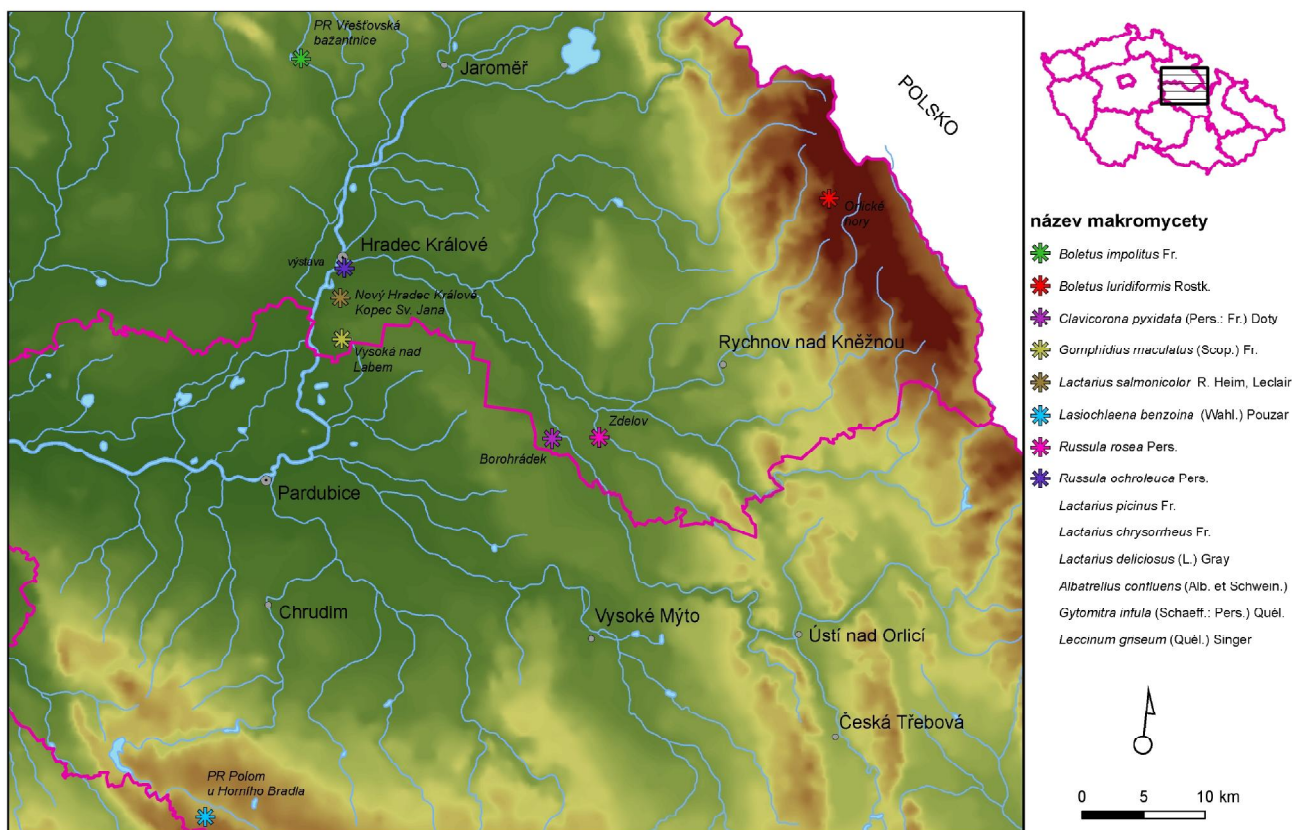 PR Vřešťovská
bažantnice
Jaroměř
POLSKO
Orlické
hory
Hradec Králové
výstava
Nový Hradec Králové
Kopec Sv. Jana
Vysoká nad
Labem
Rychnov nad Kněžnou
Zdelov
Borohrádek
Pardubice
Chrudim
Vysoké Mýto
Ústí nad Orlicí
Česká Třebová
PR Polom
u Horního Bradla
název makromycety
Boletus impolitus Fr.
Boletus luridiformis Rostk.
Clavicorona pyxidata (Pers.: Fr.) Doty
Gomphidius maculatus (Scop.) Fr.
Lactarius salmonicolor R. Heim, Leclair
Lasiochlaena benzoina (Wahl.) Pouzar
Russula rosea Pers.
Russula ochroleuca Pers.
Lactarius picinus Fr.
Lactarius chrysorrheus Fr.
Lactarius deliciosus (L.) Gray
Albatrellus confluens (Alb. et Schwein.)
Gytomitra infula (Schaeff.: Pers.) Quél.
Leccinum griseum (Quél.) Singer
0 5 10 km